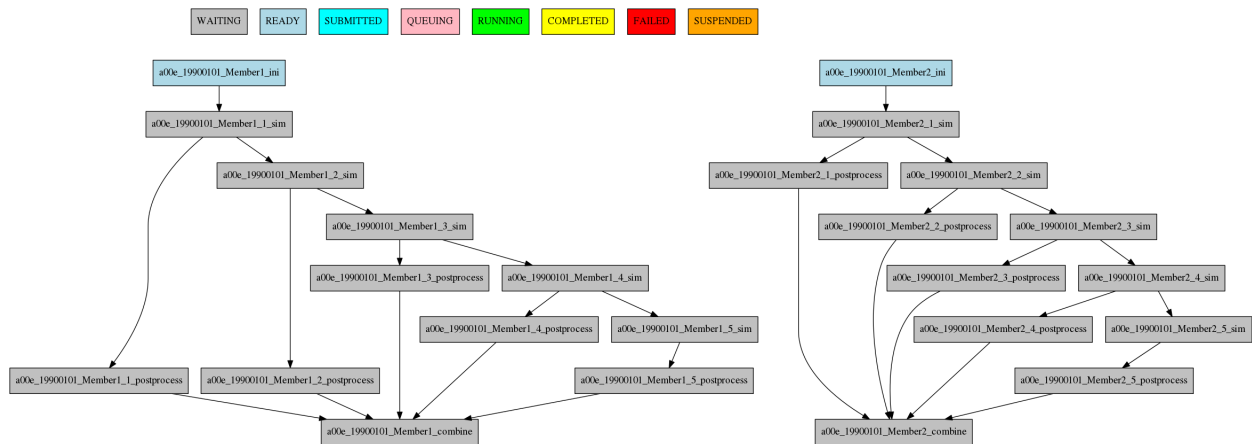 WAITING
READY
SUBMITTED
QUEUING
RUNNING
COMPLETED
FAILED
SUSPENDED
a00e_19900101_Member1_ini
a00e_19900101_Member2_ini
a00e_19900101_Member1_1_sim
a00e_19900101_Member2_1_sim
a00e_19900101_Member1_2_sim
a00e_19900101_Member2_1_postprocess
a00e_19900101_Member2_2_sim
a00e_19900101_Member1_3_sim
a00e_19900101_Member2_2_postprocess
a00e_19900101_Member2_3_sim
a00e_19900101_Member1_3_postprocess
a00e_19900101_Member1_4_sim
a00e_19900101_Member2_3_postprocess
a00e_19900101_Member2_4_sim
a00e_19900101_Member1_4_postprocess
a00e_19900101_Member1_5_sim
a00e_19900101_Member2_4_postprocess
a00e_19900101_Member2_5_sim
a00e_19900101_Member1_1_postprocess
a00e_19900101_Member1_2_postprocess
a00e_19900101_Member1_5_postprocess
a00e_19900101_Member2_5_postprocess
a00e_19900101_Member1_combine
a00e_19900101_Member2_combine